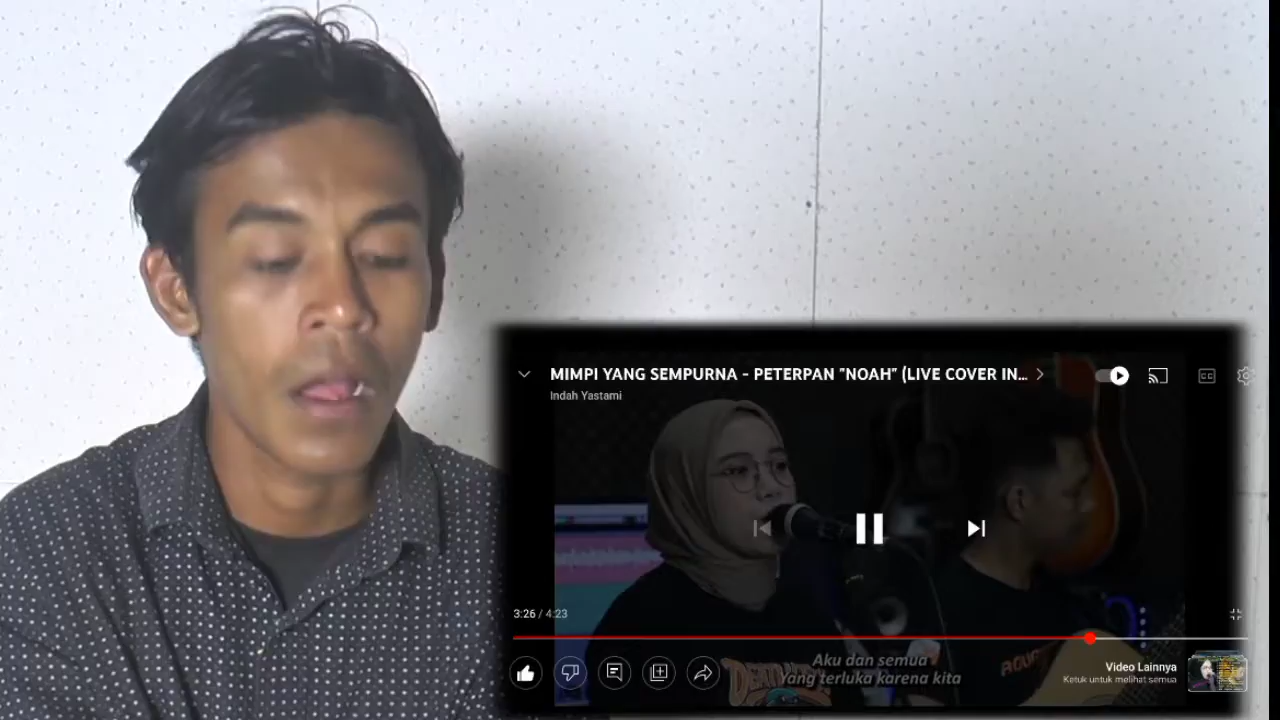 MIMPI YANG SEMPURNA - PETERPAN "NOAH" (LIVE COVER IN...
Indah Yastami
CC
3:26 / 4:23
Aku dan semua
Yang terluka karena kita
Video Lainnya
Ketuk untuk melihat semua